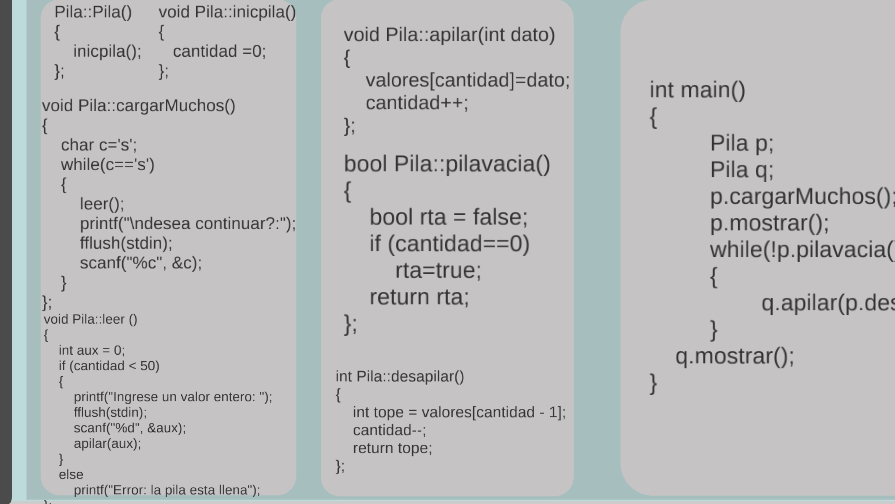 Pila::Pila()
{
inicpila();
};
void Pila::inicpila()
{
cantidad =0;
};
void Pila::cargarMuchos()
{
char c='s';
while(c=='s')
{
leer();
printf("\ndesea continuar?:");
fflush(stdin);
scanf("%c", &c);
}
};
void Pila::leer ()
{
int aux = 0;
if (cantidad < 50)
{
printf("Ingrese un valor entero: ");
fflush(stdin);
scanf("%d", &aux);
apilar(aux);
}
else
printf("Error: la pila esta llena");
void Pila::apilar(int dato)
{
valores[cantidad]=dato;
cantidad++;
};
bool Pila::pilavacia()
{
bool rta = false;
if (cantidad==0)
rta=true;
return rta;
};
int Pila::desapilar()
{
int tope = valores[cantidad - 1];
cantidad--;
return tope;
};
int main()
{
Pila p;
Pila q;
p.cargarMuchos();
p.mostrar();
while(!p.pilavacia(
{
q.apilar(p.des
}
q.mostrar();
}